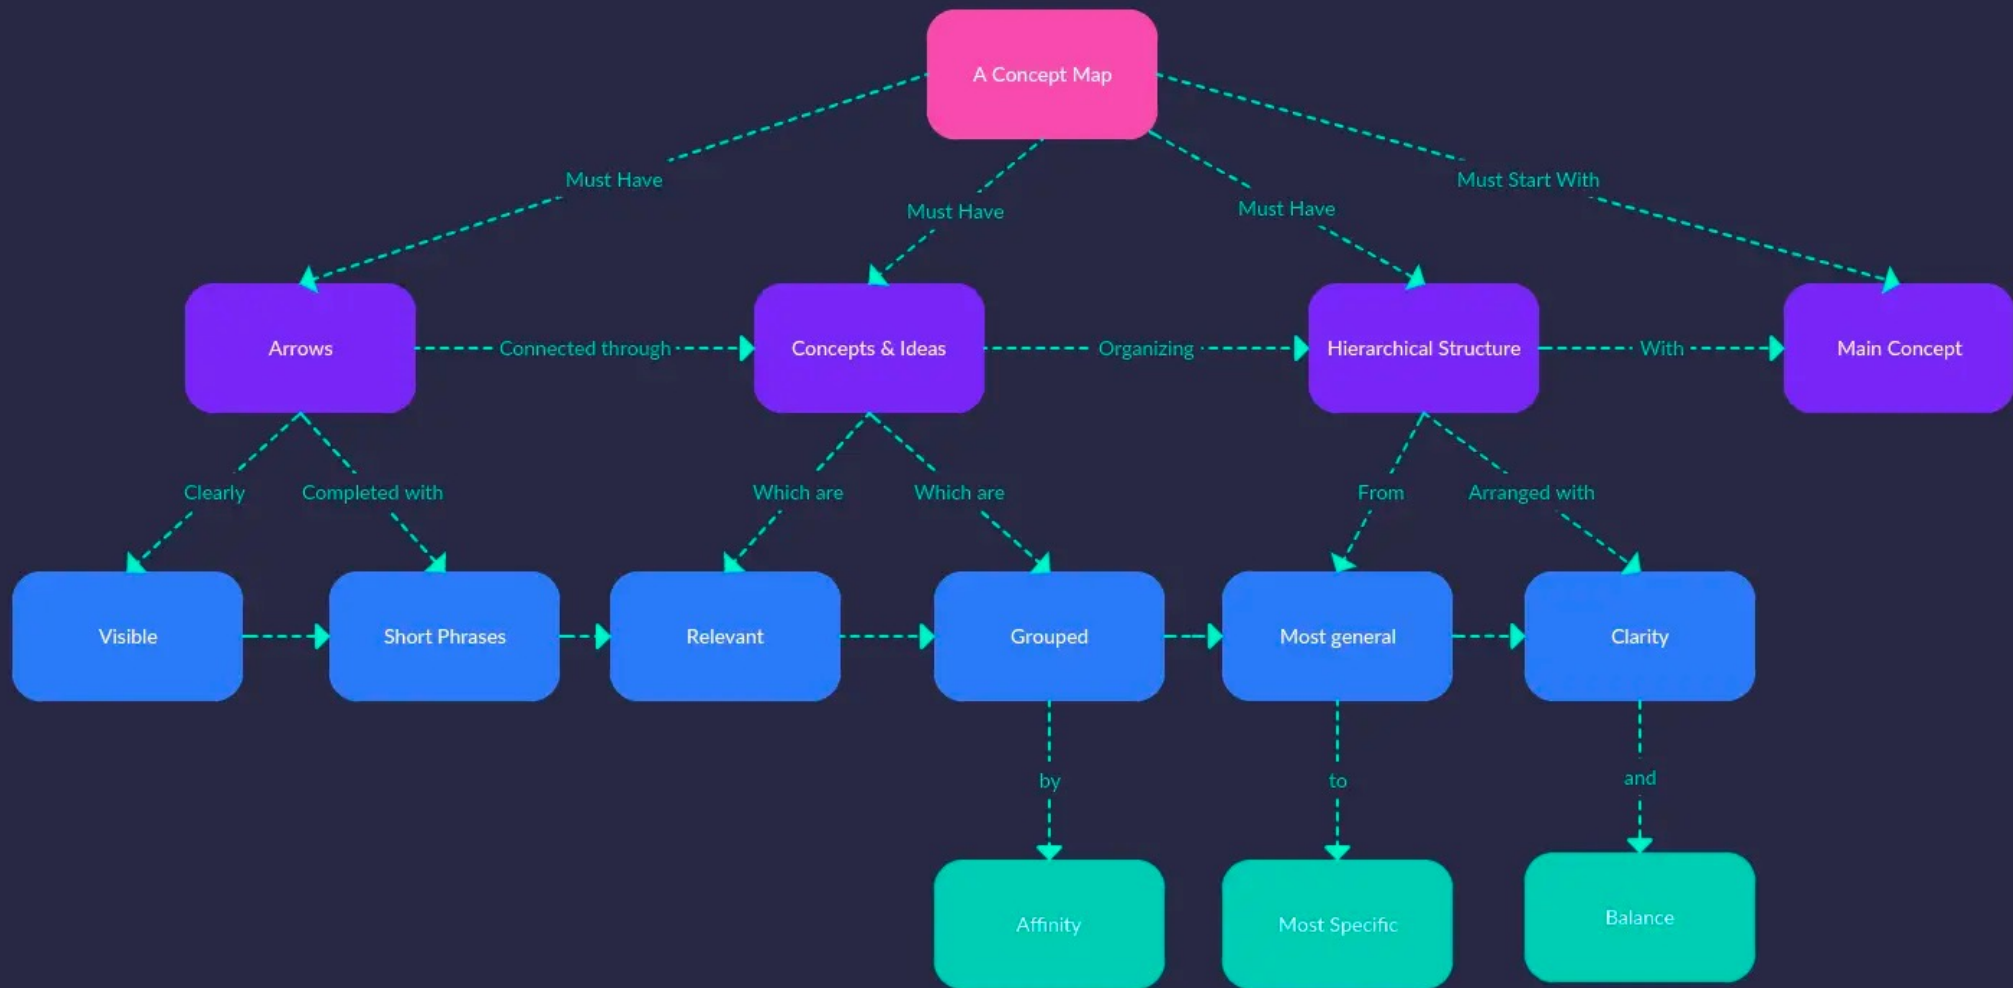 A Concept Map
Must Have
Must Start With
Must Have
Must Have
Arrows
Connected through
Concepts & Ideas
Organizing
Hierarchical Structure
With
Main Concept
Clearly
Completed with
Which are
Which are
From
Arranged with
Visible
Short Phrases
Relevant
Grouped
Most general
Clarity
by
to
and
Affinity
Most Specific
Balance